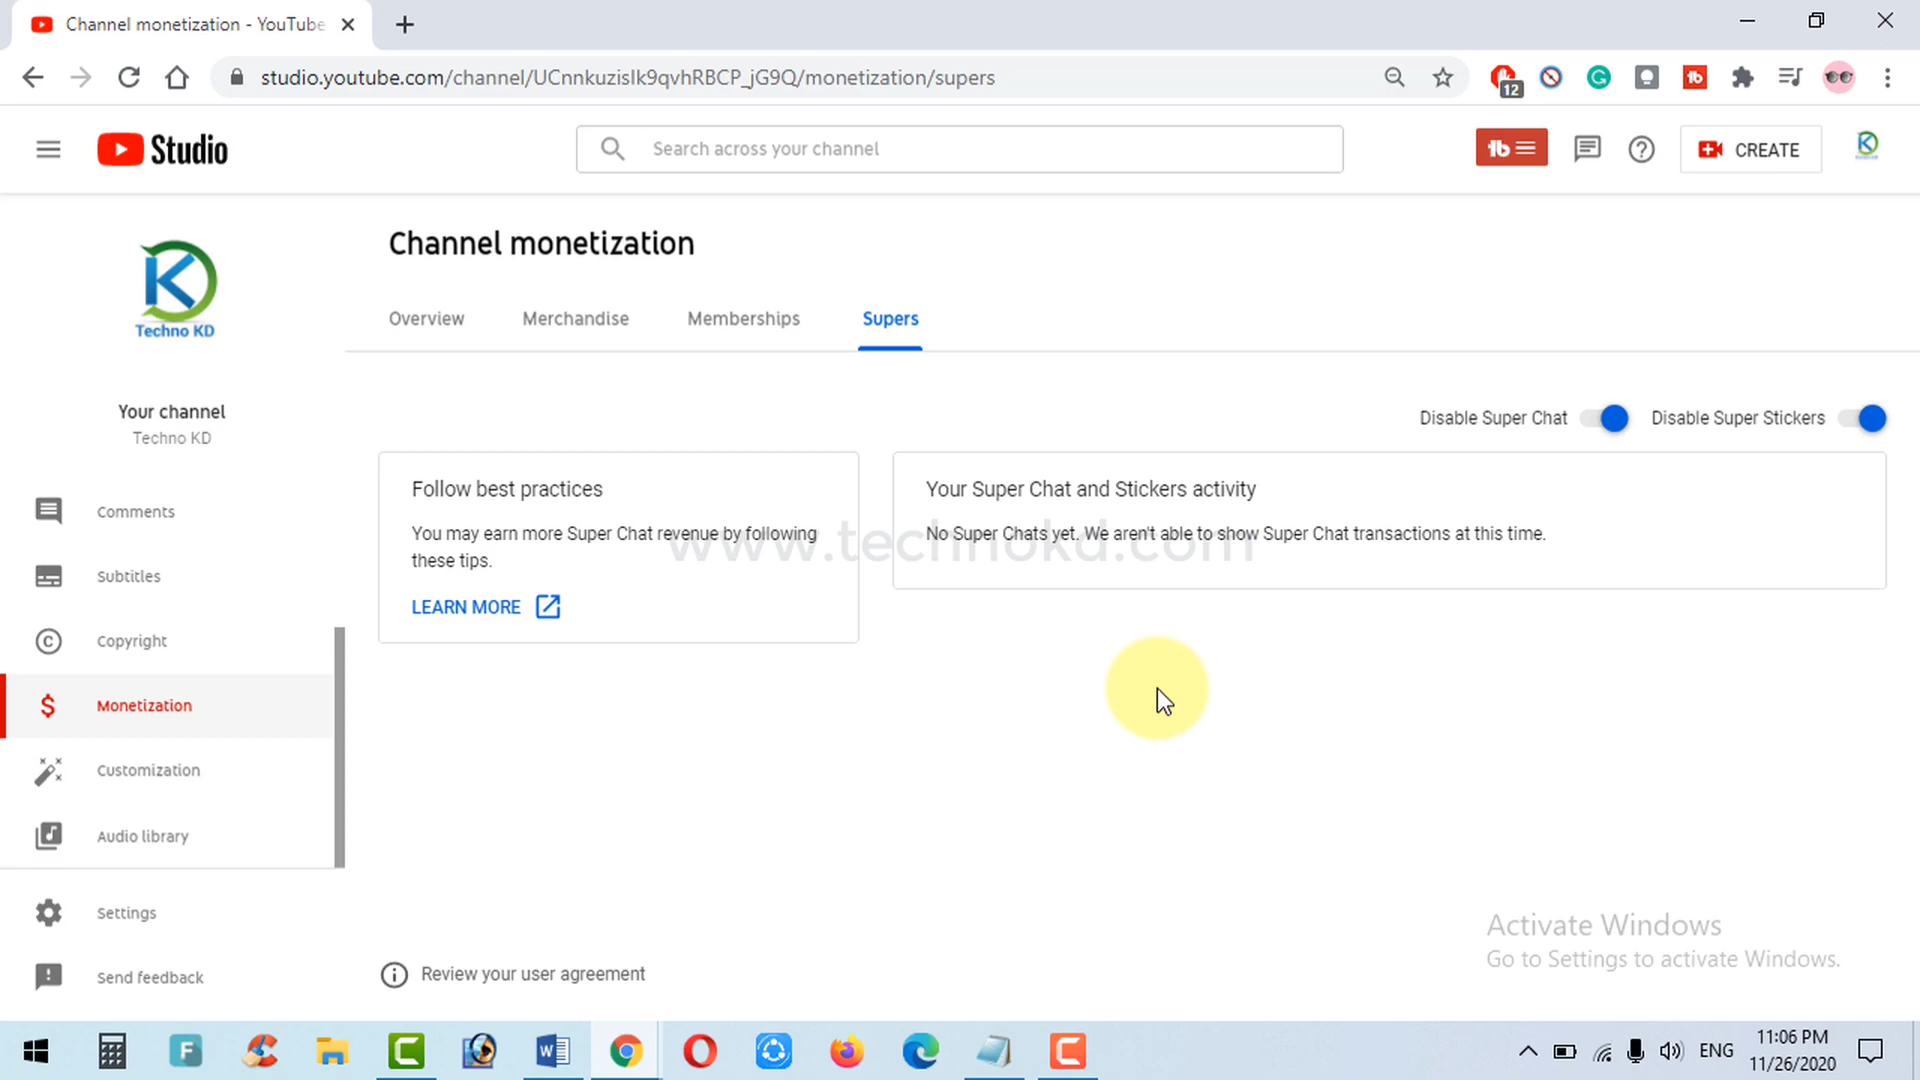 Channel monetization - YouTube
studio.youtube.com/channel/UCnnkuzisIk9qvhRBCP_jG9Q/monetization/supers
12
Studio
Search across your channel
CREATE
Techno KD
Your channel
Techno KD
Comments
Subtitles
Copyright
Monetization
Customization
Audio library
Settings
Send feedback
Channel monetization
Overview
Merchandise
Memberships
Supers
Disable Super Chat
Disable Super Stickers
Follow best practices
You may earn more Super Chat revenue by following
these tips.
LEARN MORE
Your Super Chat and Stickers activity
No Super Chats yet. We aren't able to show Super Chat transactions at this time.
www.technokd.com
Review your user agreement
Activate Windows
Go to Settings to activate Windows.
ENG
11:06 PM
11/26/2020